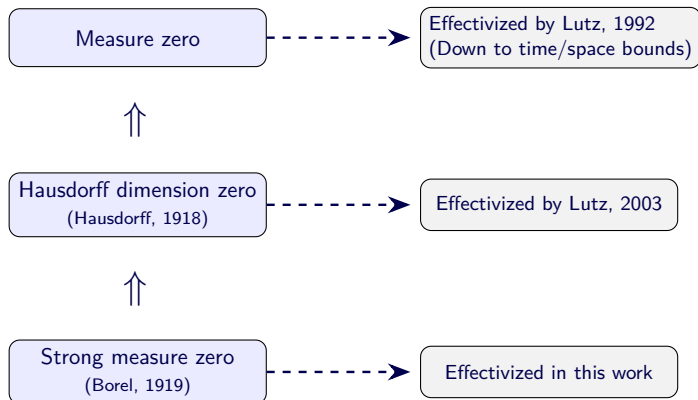 Measure zero
Effectivized by Lutz, 1992
(Down to time/space bounds)
⇑
Hausdorff dimension zero
(Hausdorff, 1918)
Effectivized by Lutz, 2003
⇑
Strong measure zero
(Borel, 1919)
Effectivized in this work